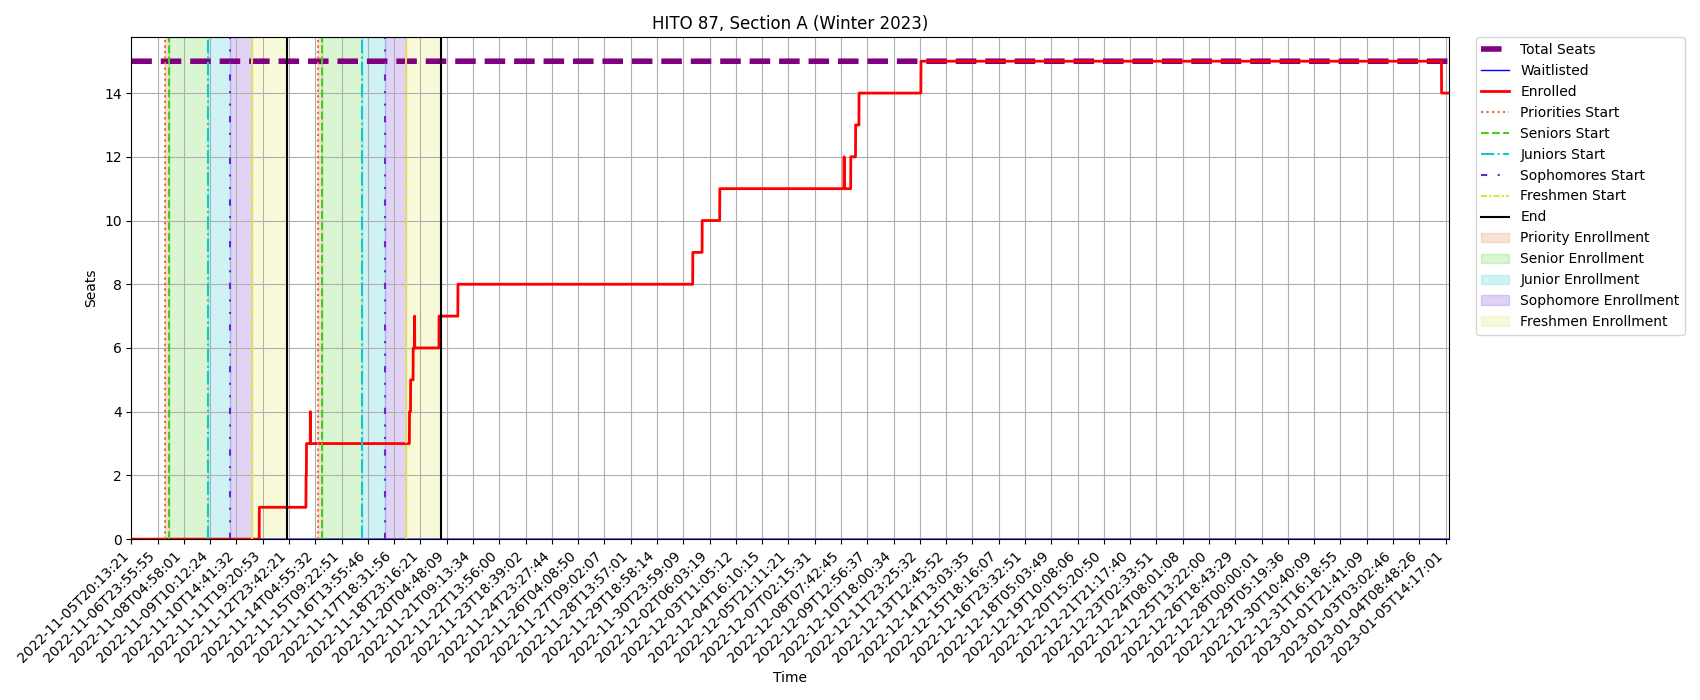 HITO 87, Section A (Winter 2023)
Total Seats
Waitlisted
Enrolled
Priorities Start
Seniors Start
Juniors Start
Sophomores Start
Freshmen Start
End
Priority Enrollment
Senior Enrollment
Junior Enrollment
Sophomore Enrollment
Freshmen Enrollment
Seats
14
12
10
8
6
4
2
0
2022-11-05T20:13:21
2022-11-06T23:55:55
2022-11-08T04:58:01
2022-11-09T10:12:24
2022-11-10T14:41:32
2022-11-11T19:20:53
2022-11-12T23:42:21
2022-11-14T04:55:32
2022-11-15T09:22:51
2022-11-16T13:55:46
2022-11-17T18:31:56
2022-11-18T23:16:21
2022-11-20T04:48:09
2022-11-21T09:13:34
2022-11-22T13:56:00
2022-11-23T18:39:02
2022-11-24T23:27:44
2022-11-26T04:08:50
2022-11-27T09:02:07
2022-11-28T13:57:01
2022-11-29T18:58:14
2022-11-30T23:59:09
2022-12-02T06:03:19
2022-12-03T11:05:12
2022-12-04T16:10:15
2022-12-05T21:11:21
2022-12-07T02:15:31
2022-12-08T07:42:45
2022-12-09T12:56:37
2022-12-10T18:00:34
2022-12-11T23:25:32
2022-12-13T12:45:52
2022-12-14T13:03:35
2022-12-15T18:16:07
2022-12-16T23:32:51
2022-12-18T05:03:49
2022-12-19T10:08:06
2022-12-20T15:20:50
2022-12-21T21:17:40
2022-12-23T02:33:51
2022-12-24T08:01:08
2022-12-25T13:22:00
2022-12-26T18:43:29
2022-12-28T00:00:01
2022-12-29T05:19:36
2022-12-30T10:40:09
2022-12-31T16:18:55
2023-01-01T21:41:09
2023-01-03T03:02:46
2023-01-04T08:48:26
2023-01-05T14:17:01
Time